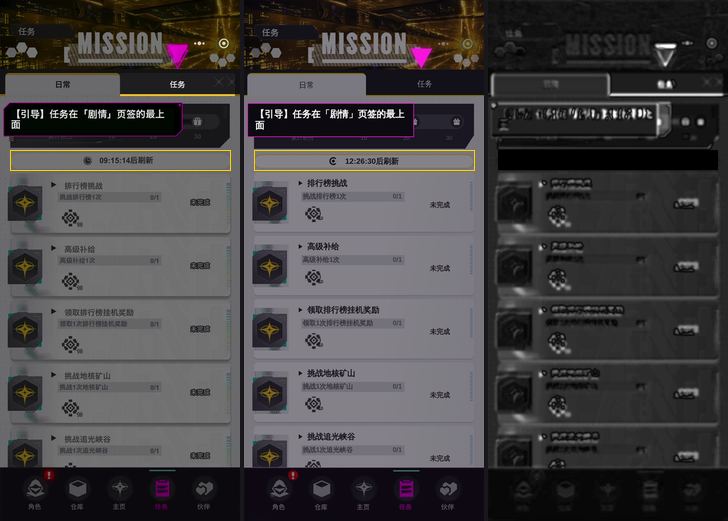 任务
MISSION
日常
任务
【引导】任务在「剧情」页签的最上
面
30
09:15:14后刷新
排行榜挑战
挑战排行榜1次
0/1
未完成
高级补给
高级补给1次
0/1
未完成
领取排行榜挂机奖励
领取1次排行榜挂机奖励
0/1
未完成
挑战地核矿山
挑战1次地核矿山
0/1
未完成
挑战追光峡谷
挑战1次追光峡谷
0/1
未完成
角色
仓库
主页
任务
伙伴
任务
MISSION
日常
任务
【引导】任务在「剧情」页签的最上
面
12:26:30后刷新
排行榜挑战
挑战排行榜1次
0/1
未完成
高级补给
高级补给1次
0/1
未完成
领取排行榜挂机奖励
领取1次排行榜挂机奖励
0/1
未完成
挑战地核矿山
挑战1次地核矿山
0/1
未完成
挑战追光峡谷
挑战1次追光峡谷
0/1
未完成
角色
仓库
主页
任务
伙伴
任务
MISSION